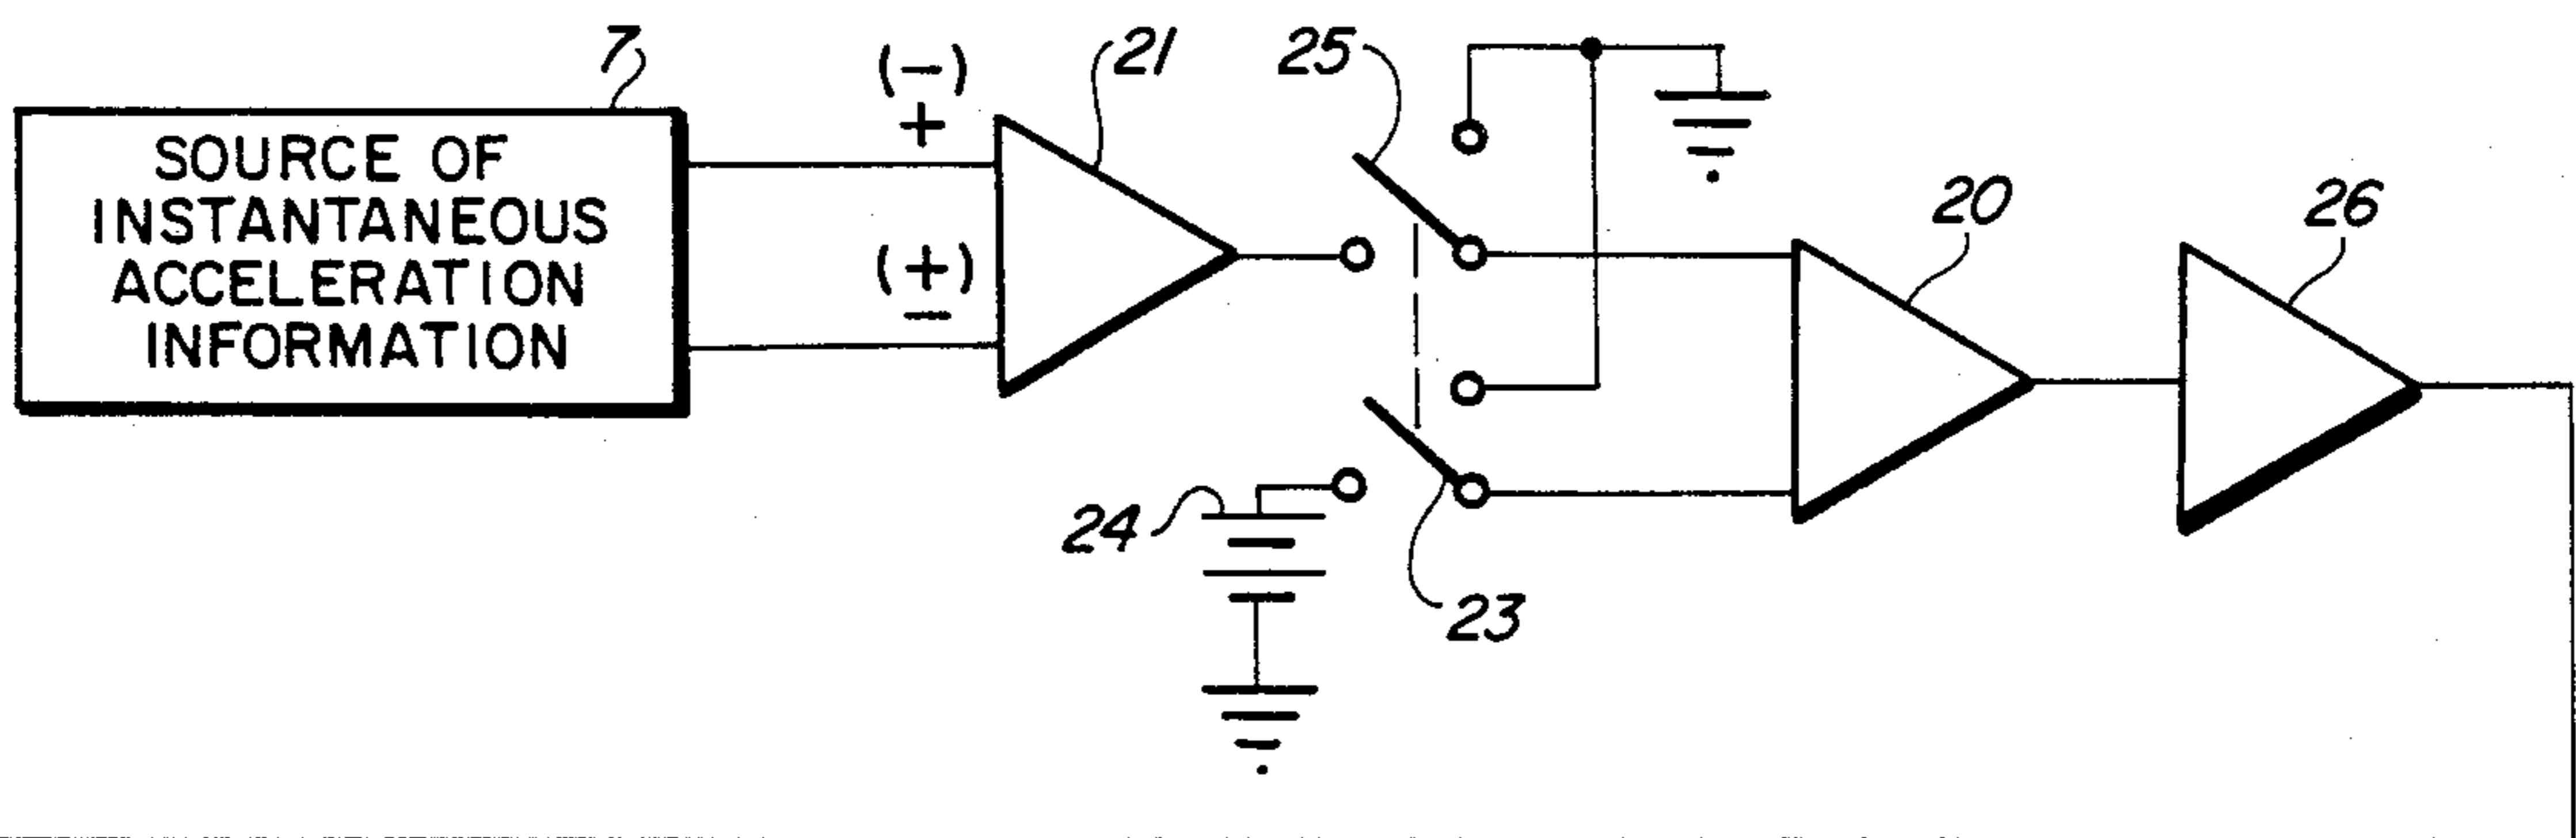 7
(-)
+
21
25
SOURCE OF
INSTANTANEOUS
ACCELERATION
INFORMATION
(+)
-
20
26
24
23